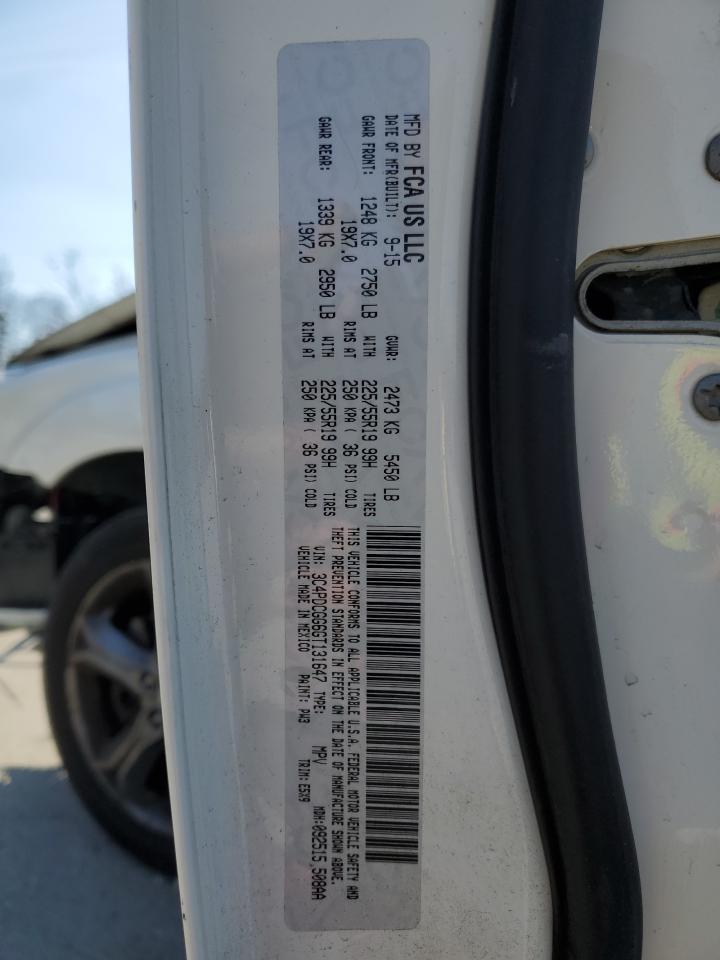 MFD BY FCA US LLC
DATE OF MFR(BUILT): 9-15 GVWR: 2473 KG 5450 LB
GAWR FRONT: 1248 KG 2750 LB WITH 225/55R19 99H TIRES
19X7.0 RIMS AT 250 KPA ( 36 PSI) COLD
GAWR REAR: 1339 KG 2950 LB WITH 225/55R19 99H TIRES
19X7.0 RIMS AT 250 KPA ( 36 PSI) COLD
THIS VEHICLE CONFORMS TO ALL APPLICABLE U.S.A. FEDERAL MOTOR VEHICLE SAFETY AND
THEFT PREVENTION STANDARDS IN EFFECT ON THE DATE OF MANUFACTURE SHOWN ABOVE.
VIN: 3C4PDCGG6GT131647 TYPE: MPV MDH:092515,508AA
VEHICLE MADE IN MEXICO PAINT: PW3 TRIM: E5X9